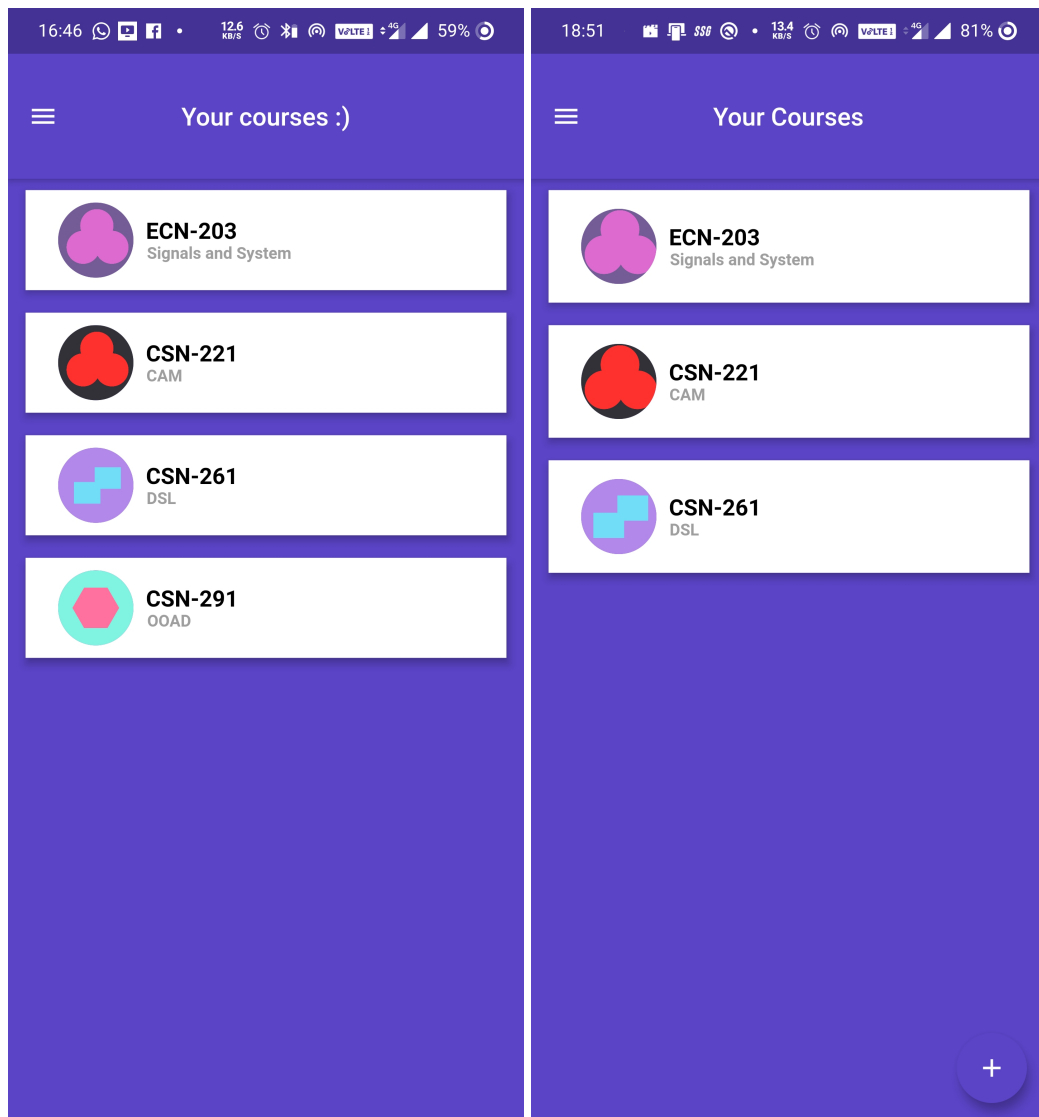 16:46 12.6 KB/S VoLTE 1 4G 59%
Your courses :)
ECN-203
Signals and System
CSN-221
CAM
CSN-261
DSL
CSN-291
OOAD
18:51 SSG 13.4 KB/S VoLTE 1 4G 81%
Your Courses
ECN-203
Signals and System
CSN-221
CAM
CSN-261
DSL
+